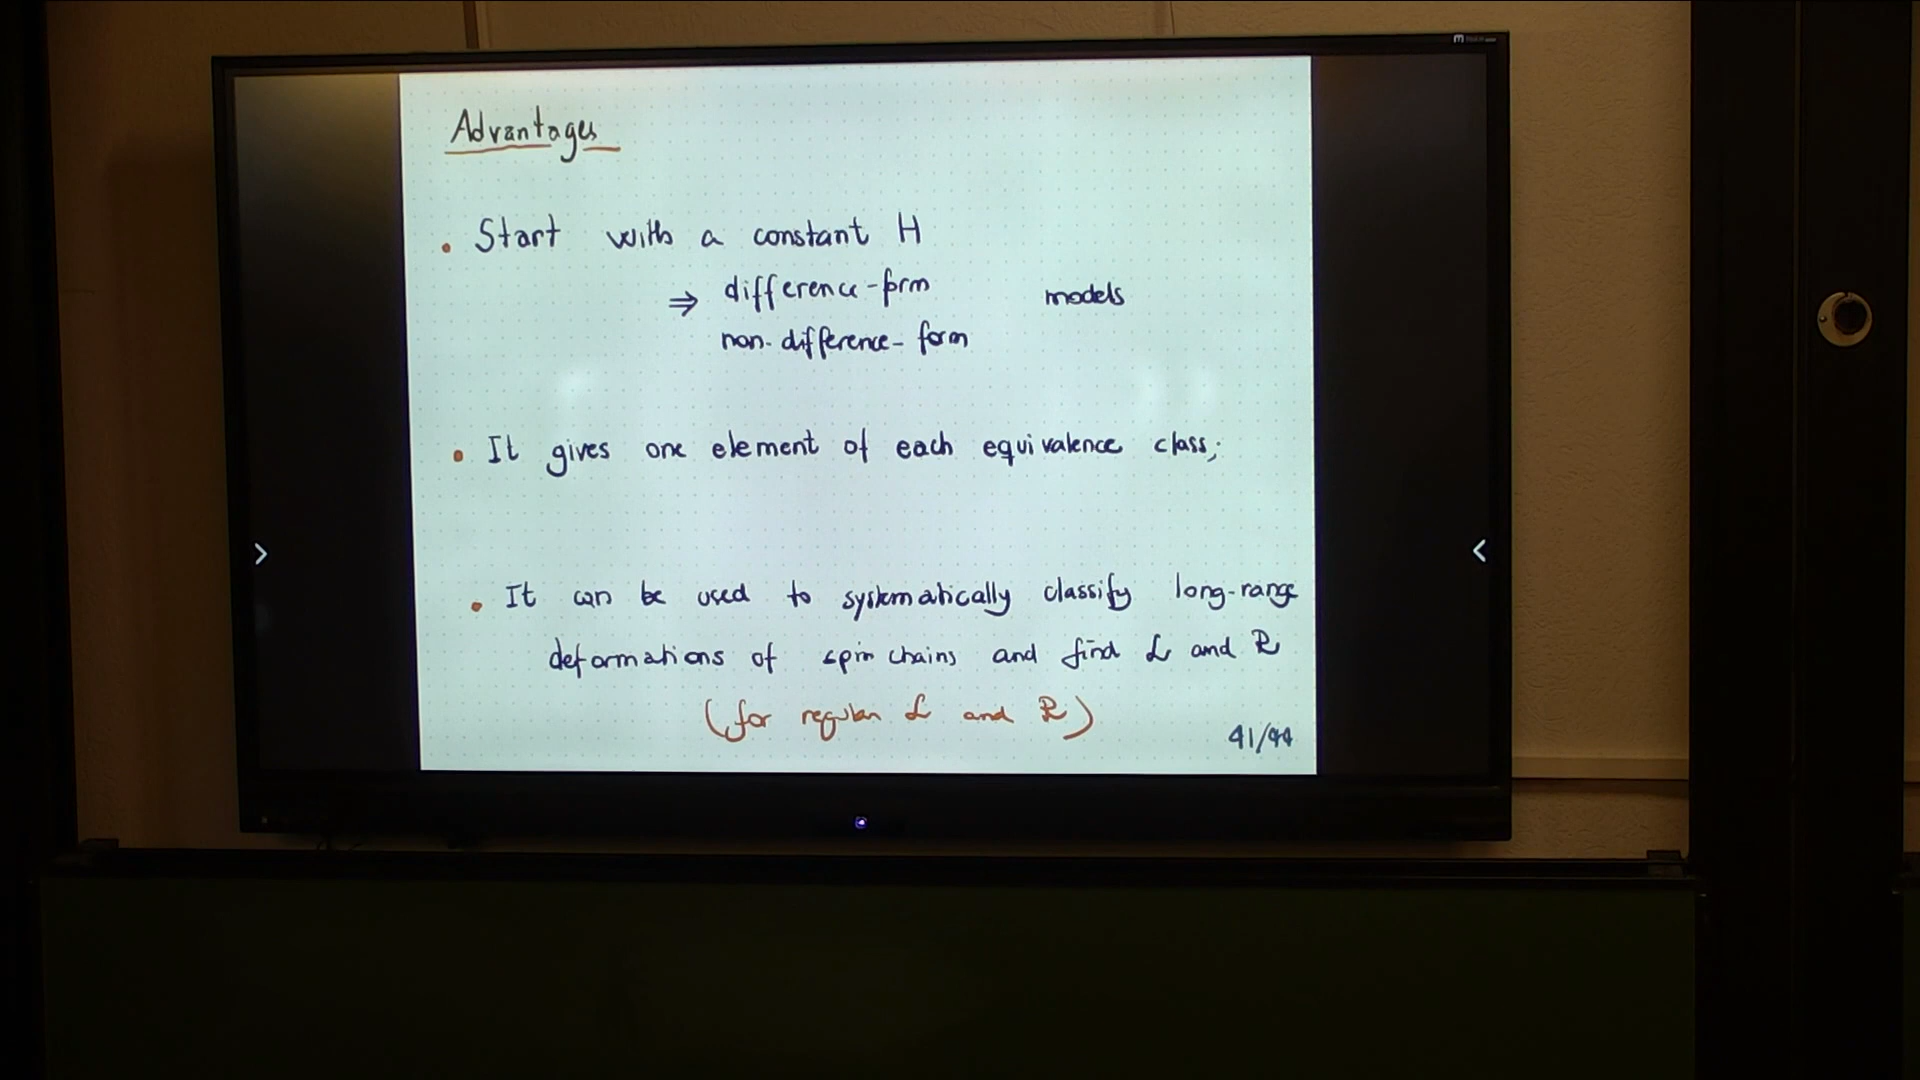 Advantages
• Start with a constant H
⇒ difference-form models
non-difference-form
• It gives one element of each equivalence class;
• It can be used to systematically classify long-range
deformations of spin chains and find L and R
(for regular L and R)
41/44